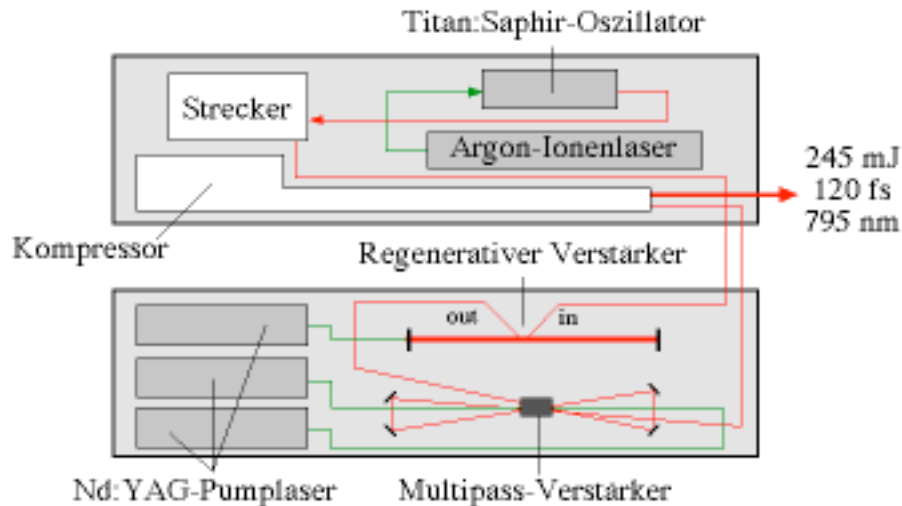 Titan:Saphir-Oszillator
Strecker
Argon-Ionenlaser
245 mJ
120 fs
795 nm
Kompressor
Regenerativer Verstärker
out
in
Nd:YAG-Pumplaser
Multipass-Verstärker